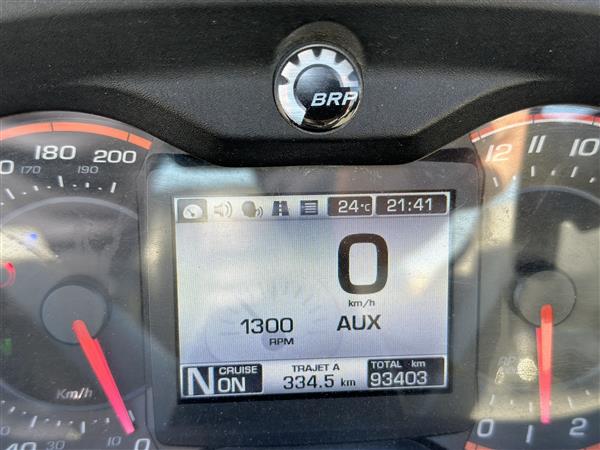 BRP
180 200
170 190
12 11 10
24°C 21:41
0
km/h
1300 AUX
RPM
N CRUISE ON
TRAJET A
334.5 km
TOTAL km
93403
Km/h
40 30 20 10 0
0 1 2